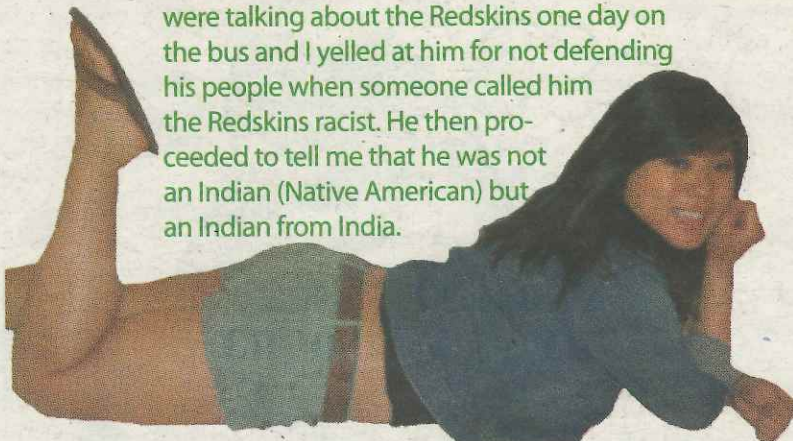 were talking about the Redskins one day on
the bus and I yelled at him for not defending
his people when someone called him
the Redskins racist. He then pro-
ceeded to tell me that he was not
an Indian (Native American) but
an Indian from India.